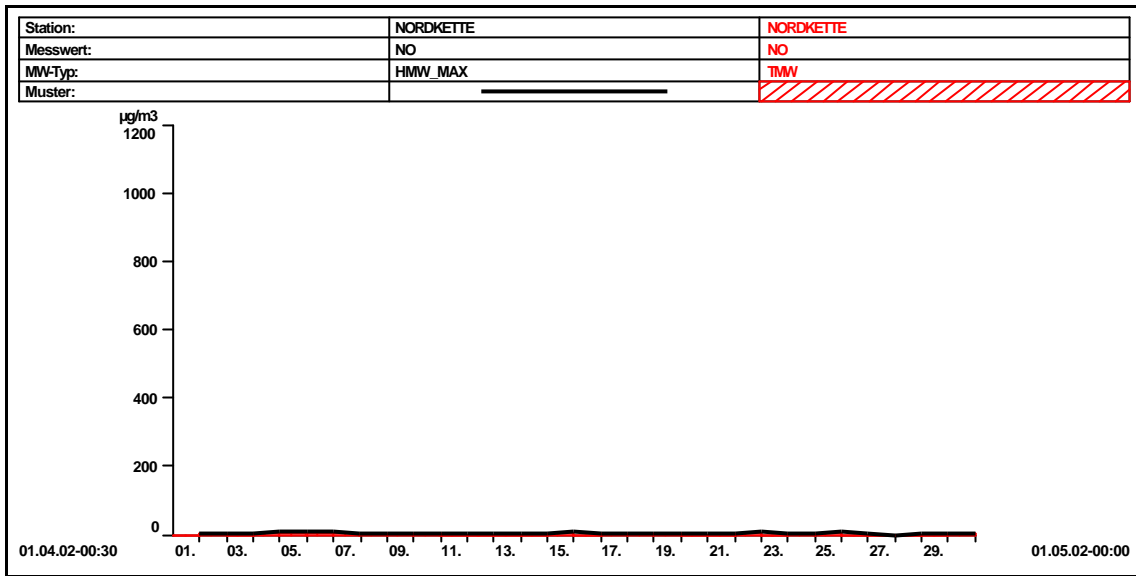 Station: NORDKETTE NORDKETTE
Messwert: NO NO
MW-Typ: HMW_MAX TMW
Muster:
µg/m3
1200
1000
800
600
400
200
0
01.04.02-00:30 01. 03. 05. 07. 09. 11. 13. 15. 17. 19. 21. 23. 25. 27. 29. 01.05.02-00:00